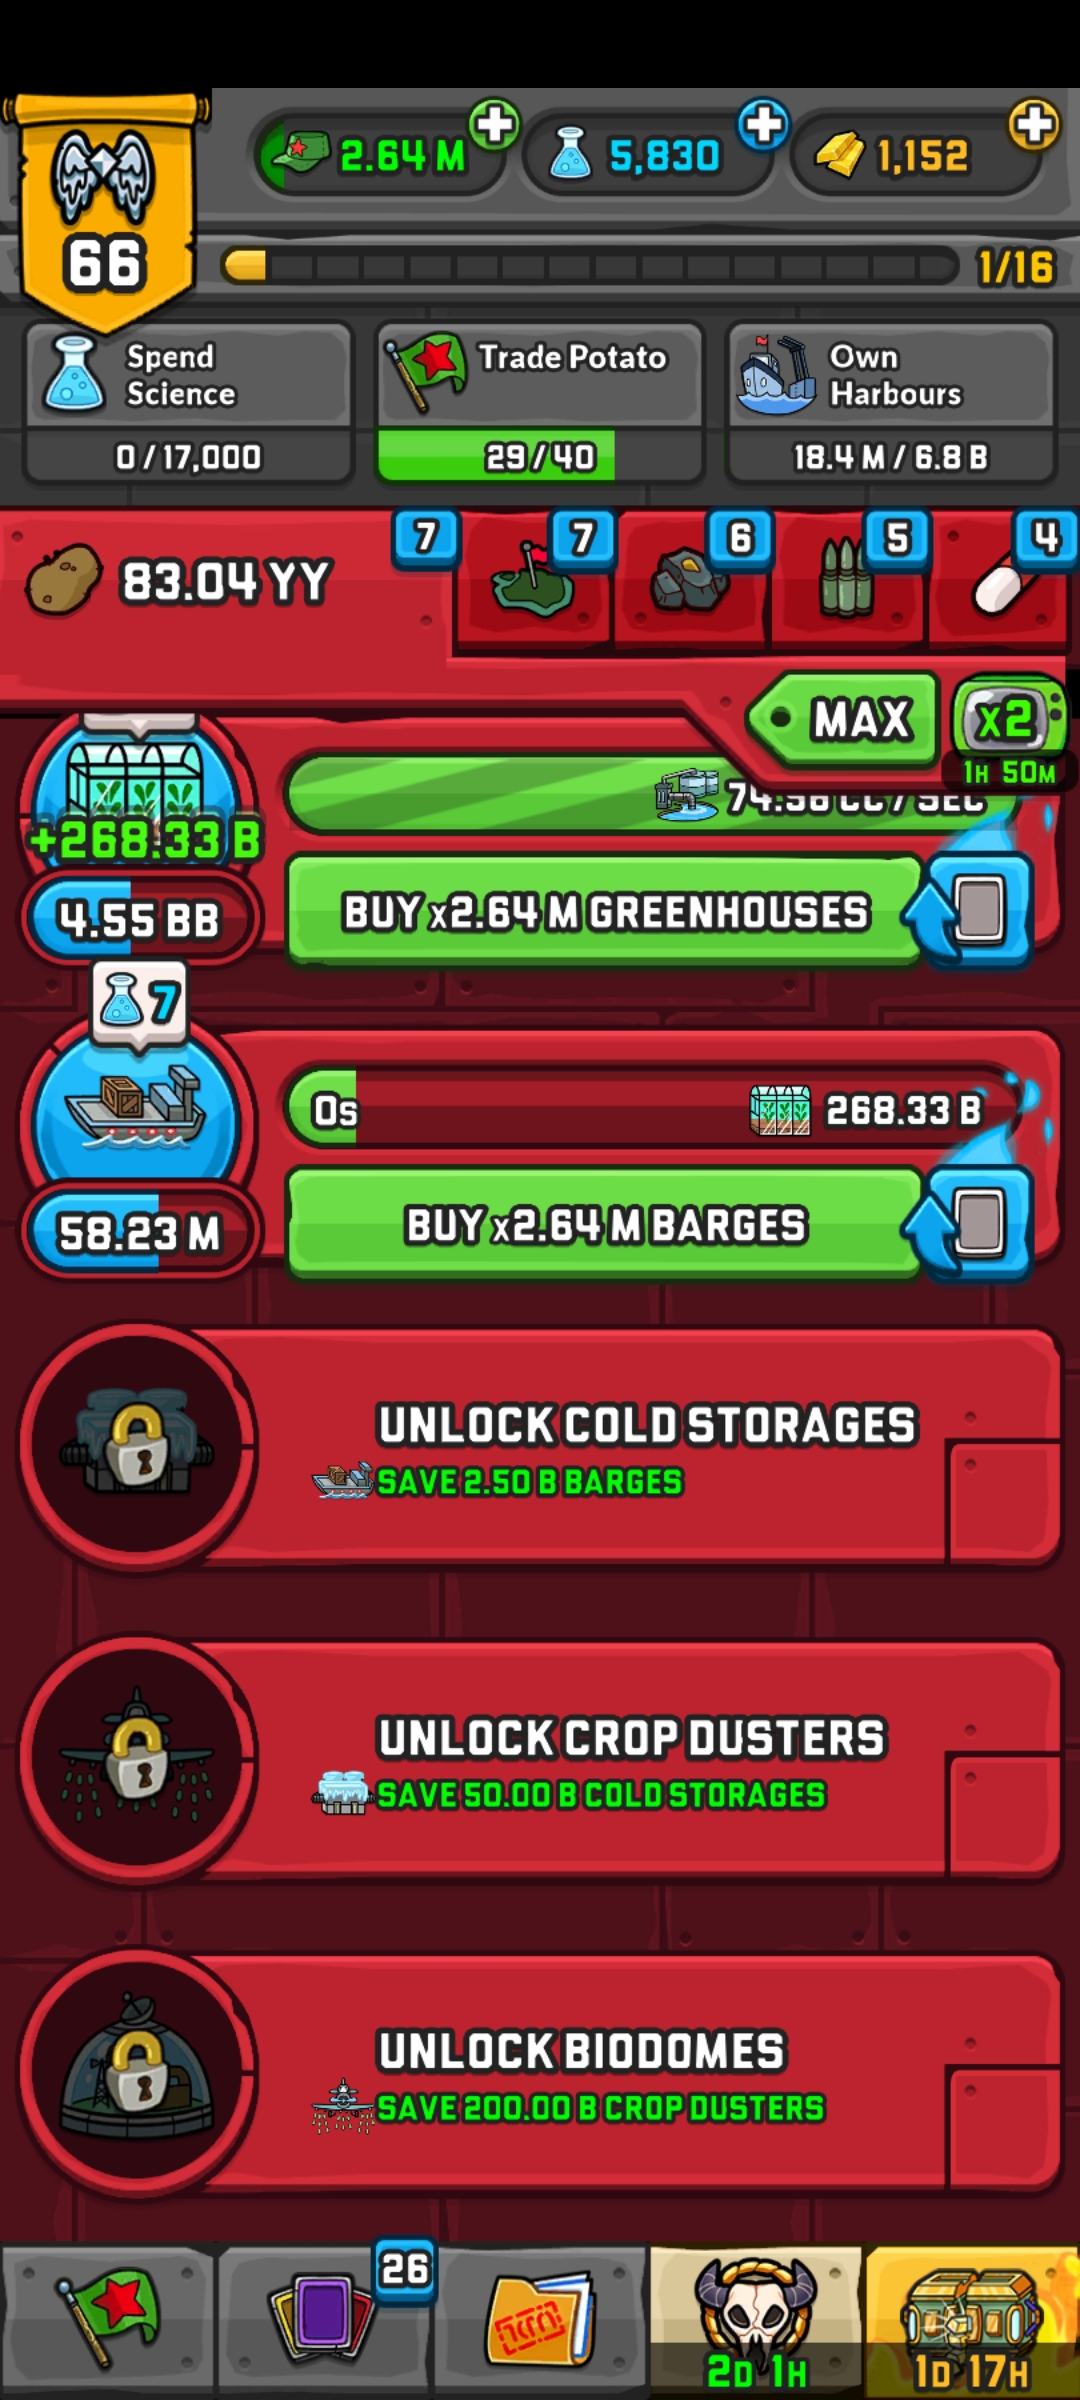 2.64 M
5,830
1,152
66
1/16
Spend
Science
0 / 17,000
Trade Potato
29 / 40
Own
Harbours
18.4 M / 6.8 B
83.04 YY
7
7
6
5
4
MAX
x2
1H 50M
74.56 CC / SEC
+268.33 B
4.55 BB
BUY x2.64 M GREENHOUSES
7
0s
268.33 B
58.23 M
BUY x2.64 M BARGES
UNLOCK COLD STORAGES
SAVE 2.50 B BARGES
UNLOCK CROP DUSTERS
SAVE 50.00 B COLD STORAGES
UNLOCK BIODOMES
SAVE 200.00 B CROP DUSTERS
26
2D 1H
1D 17H